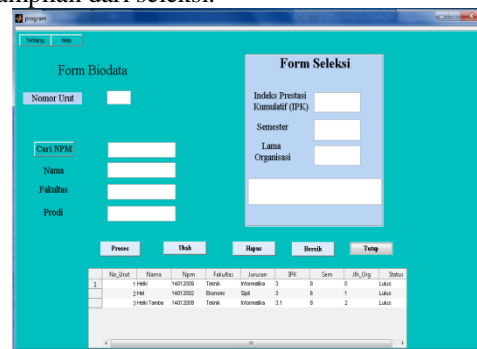 tampilan dari seleksi.
program
Tentang Help
Form Biodata
Form Seleksi
Nomor Urut
Indeks Prestasi
Kumulatif (IPK)
Semester
Lama
Organisasi
Cari NPM
Nama
Fakultas
Prodi
Proses Ubah Hapus Bersih Tutup
No_Urut Nama Npm Fakultas Jurusan IPK Sem Jlh_Org Status
1 1 Helki 14012009 Teknik Informatika 3 8 0 Lulus
2 Hel 14012002 Ekonomi Sipil 3 6 1 Lulus
3 Helki Tamba 14012009 Teknik Informatika 3.1 8 2 Lulus